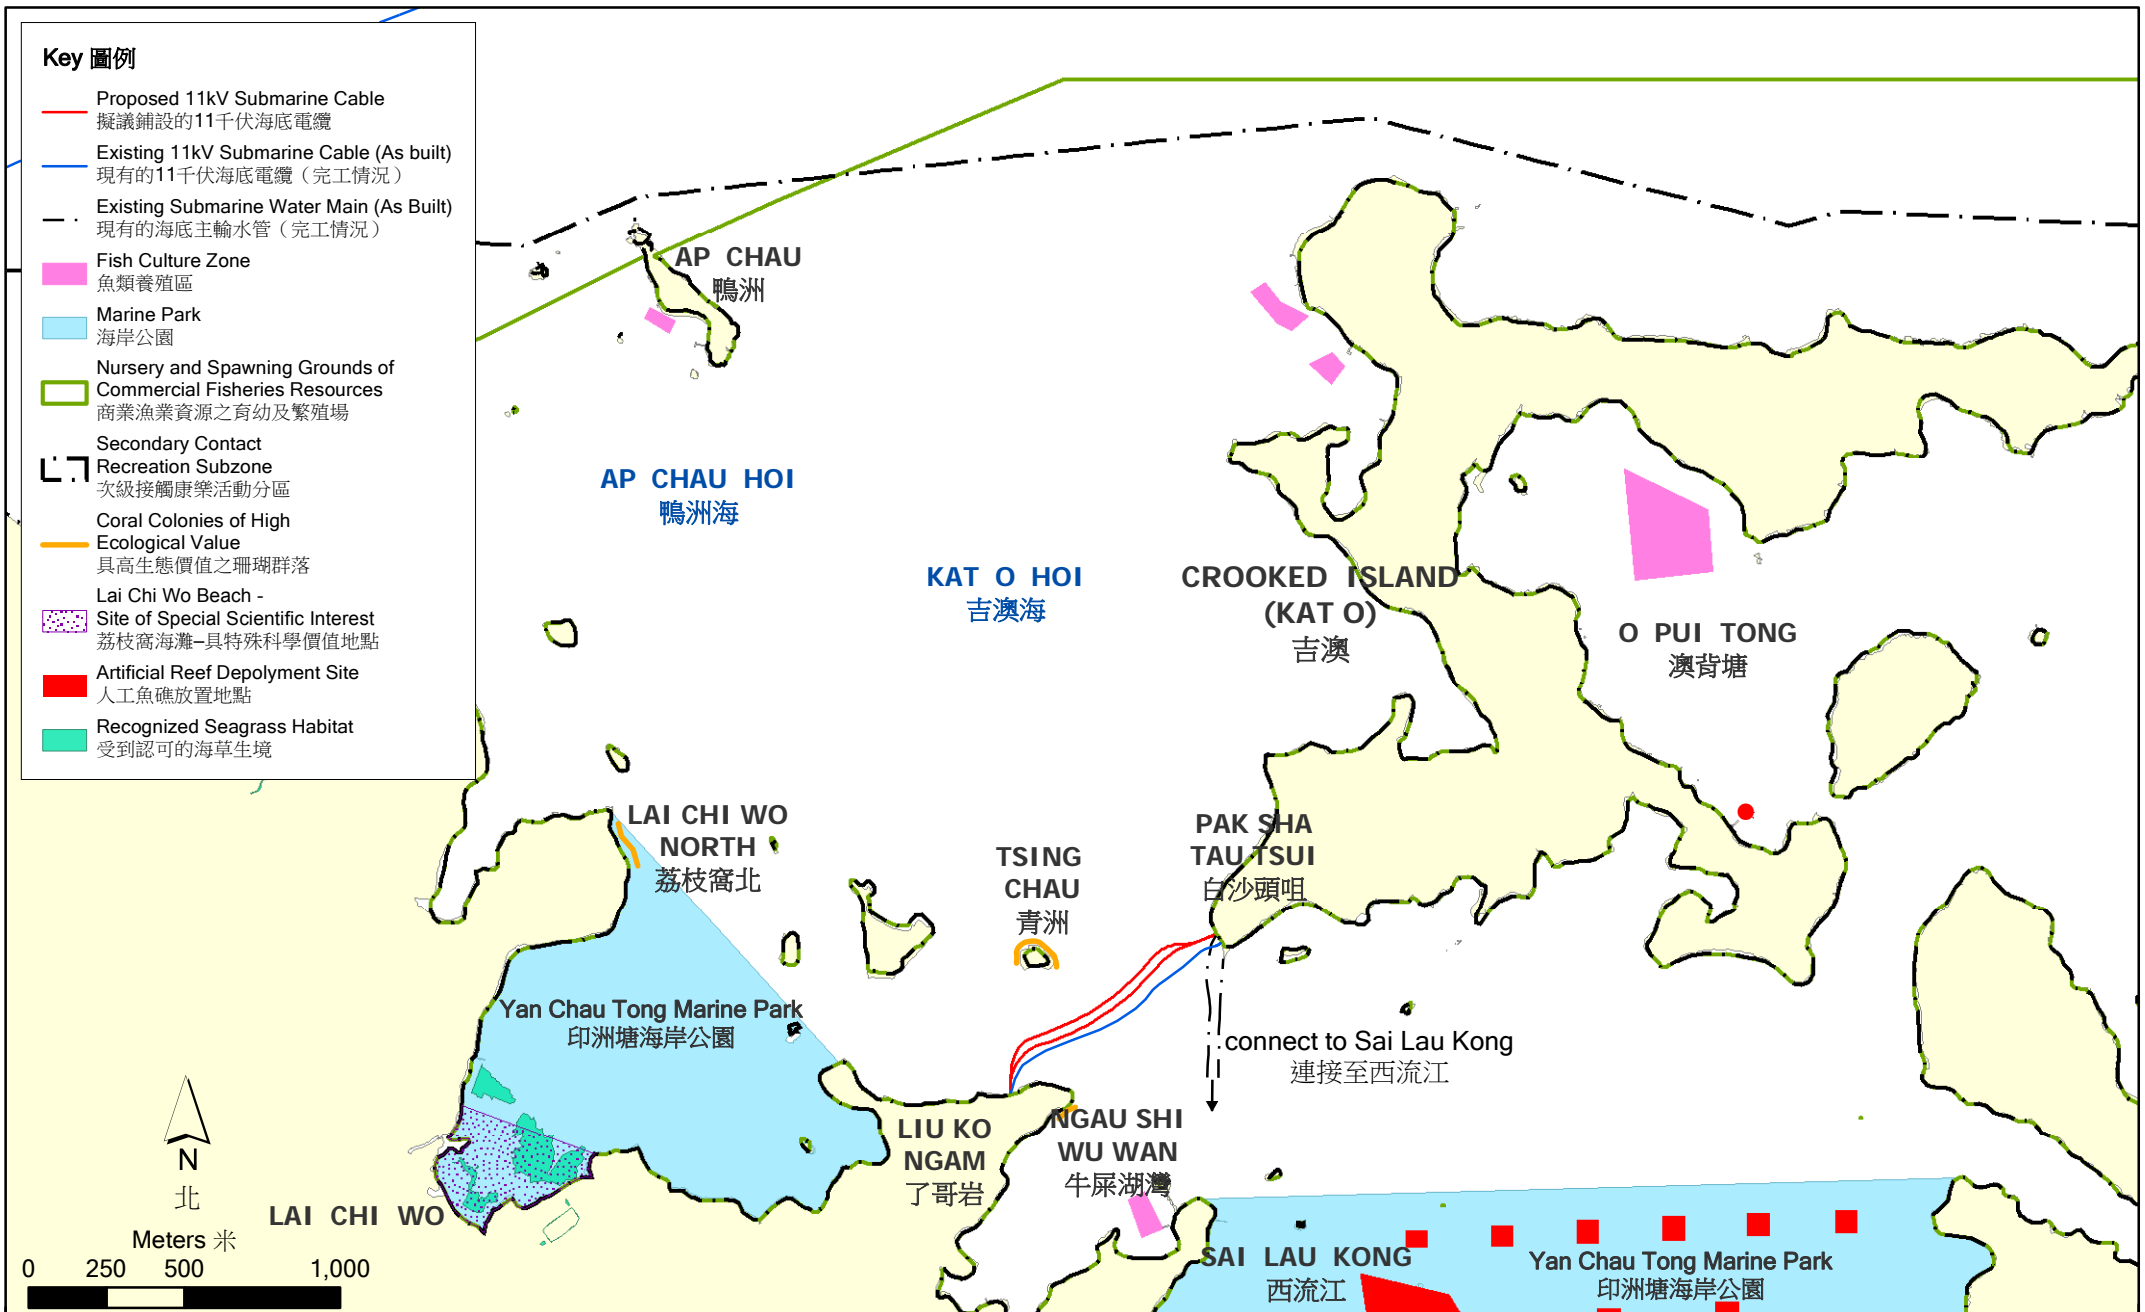 Key 圖例
Proposed 11kV Submarine Cable
擬議鋪設的11千伏海底電纜
Existing 11kV Submarine Cable (As built)
現有的11千伏海底電纜（完工情況）
Existing Submarine Water Main (As Built)
現有的海底主輸水管（完工情況）
Fish Culture Zone
魚類養殖區
Marine Park
海岸公園
Nursery and Spawning Grounds of
Commercial Fisheries Resources
商業漁業資源之育幼及繁殖場
Secondary Contact
Recreation Subzone
次級接觸康樂活動分區
Coral Colonies of High
Ecological Value
具高生態價值之珊瑚群落
Lai Chi Wo Beach -
Site of Special Scientific Interest
荔枝窩海灘–具特殊科學價值地點
Artificial Reef Depolyment Site
人工魚礁放置地點
Recognized Seagrass Habitat
受到認可的海草生境
AP CHAU
鴨洲
AP CHAU HOI
鴨洲海
KAT O HOI
吉澳海
CROOKED ISLAND
(KAT O)
吉澳
O PUI TONG
澳背塘
LAI CHI WO
NORTH
荔枝窩北
TSING
CHAU
青洲
PAK SHA
TAU TSUI
白沙頭咀
Yan Chau Tong Marine Park
印洲塘海岸公園
connect to Sai Lau Kong
連接至西流江
LIU KO
NGAM
了哥岩
NGAU SHI
WU WAN
牛屎湖灣
LAI CHI WO
SAI LAU KONG
西流江
Yan Chau Tong Marine Park
印洲塘海岸公園
N
北
Meters 米
0 250 500 1,000